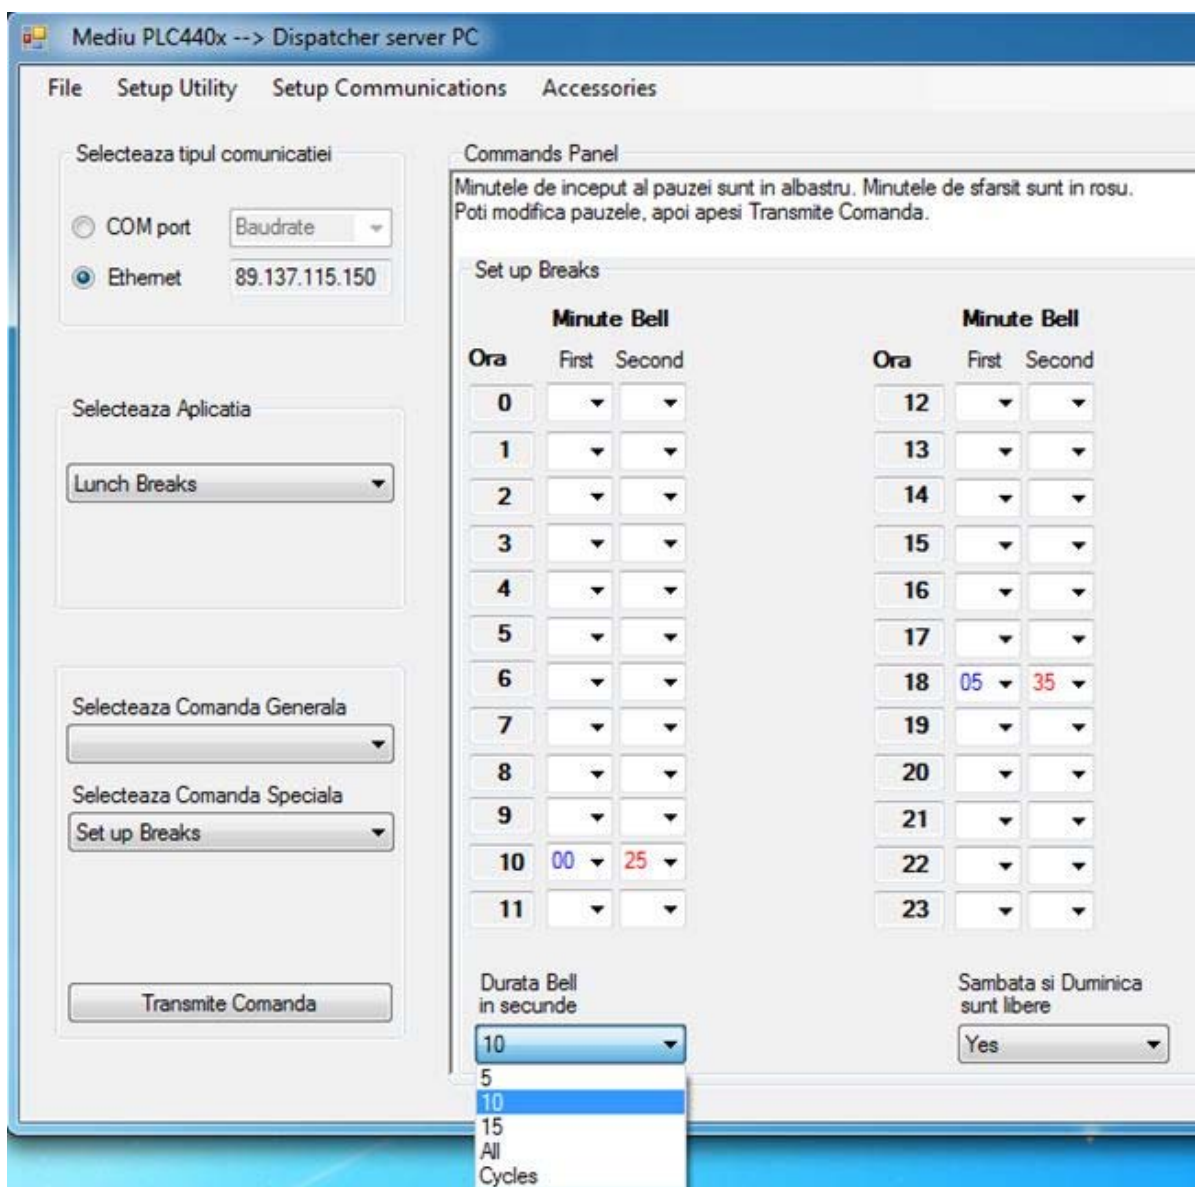 Mediu PLC440x --> Dispatcher server PC
File Setup Utility Setup Communications Accessories
Selecteaza tipul comunicatiei
COM port Baudrate
Ethernet 89.137.115.150
Selecteaza Aplicatia
Lunch Breaks
Selecteaza Comanda Generala
Selecteaza Comanda Speciala
Set up Breaks
Transmite Comanda
Commands Panel
Minutele de inceput al pauzei sunt in albastru. Minutele de sfarsit sunt in rosu.
Poti modifica pauzele, apoi apesi Transmite Comanda.
Set up Breaks
Minute Bell
Ora First Second
0
1
2
3
4
5
6
7
8
9
10 00 25
11
Minute Bell
Ora First Second
12
13
14
15
16
17
18 05 35
19
20
21
22
23
Durata Bell
in secunde
10
5
10
15
All
Cycles
Sambata si Duminica
sunt libere
Yes